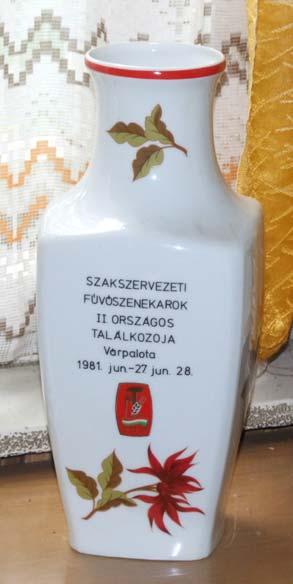 SZAKSZERVEZETI
FÚVÓSZENEKAROK
II. ORSZÁGOS
TALÁLKOZÓJA
Várpalota
1981. jun.-27 jun. 28.